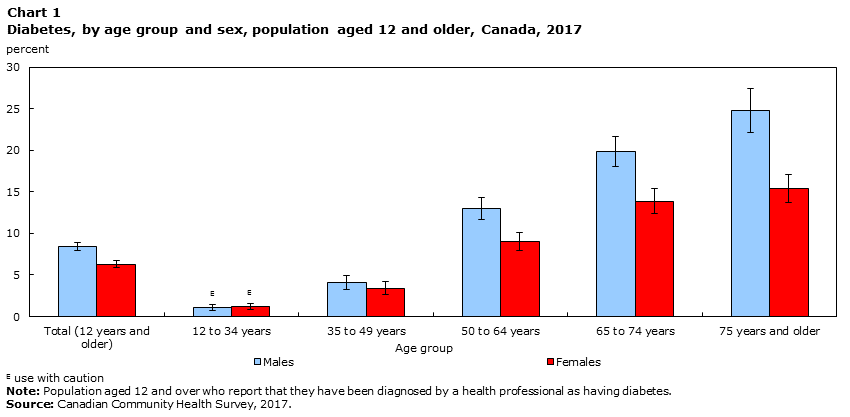 Chart 1
Diabetes, by age group and sex, population aged 12 and older, Canada, 2017
percent
30
25
20
15
10
5
0
E E
Total (12 years and older) 12 to 34 years 35 to 49 years 50 to 64 years 65 to 74 years 75 years and older
Age group
Males Females
E use with caution
Note: Population aged 12 and over who report that they have been diagnosed by a health professional as having diabetes.
Source: Canadian Community Health Survey, 2017.